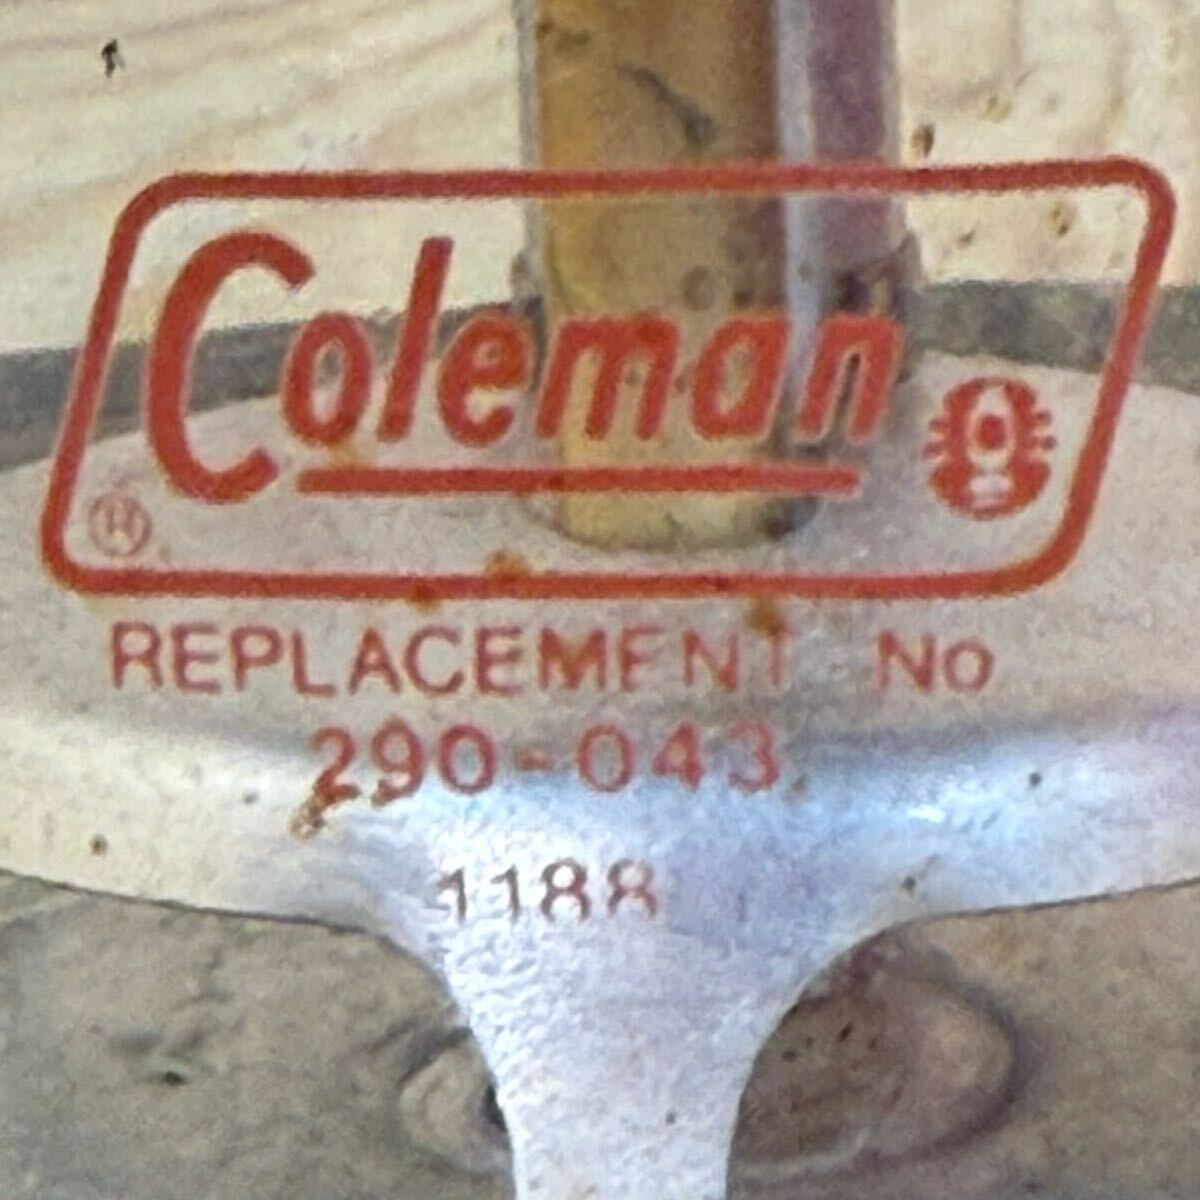 Coleman
®
REPLACEMENT No
290-043
1188